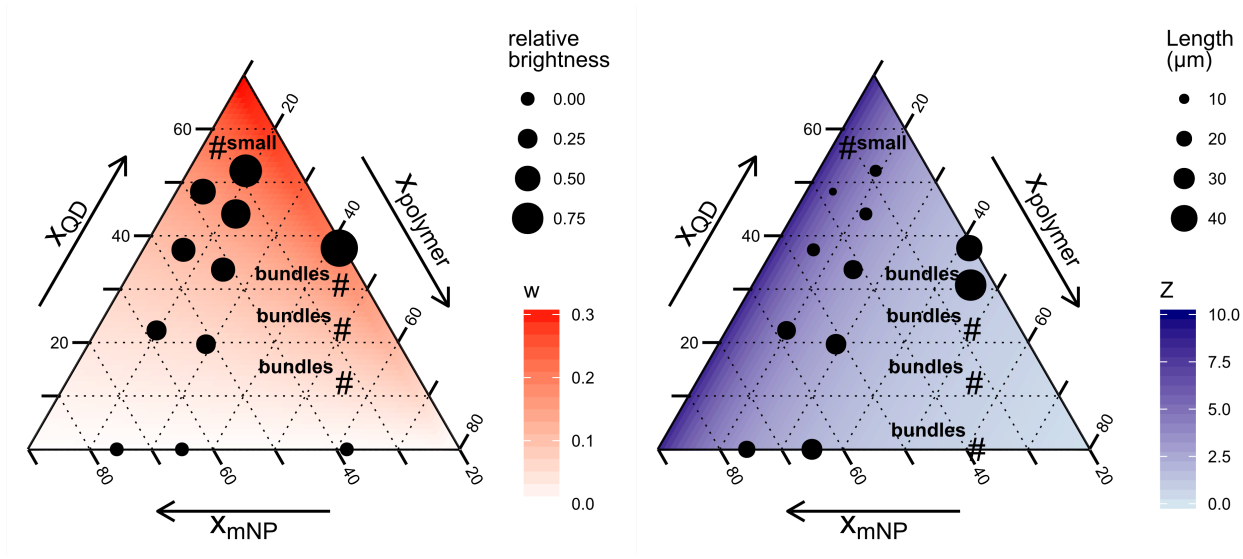 relative
brightness
0.00
0.25
0.50
0.75
w
0.3
0.2
0.1
0.0
60
40
20
20
40
60
80
80
60
40
20
xQD
xpolymer
xmNP
#small
bundles
#
bundles
#
bundles
#
Length
(µm)
10
20
30
40
Z
10.0
7.5
5.0
2.5
0.0
60
40
20
20
40
60
80
80
60
40
20
xQD
xpolymer
xmNP
#small
bundles
bundles
#
bundles
#
bundles
#